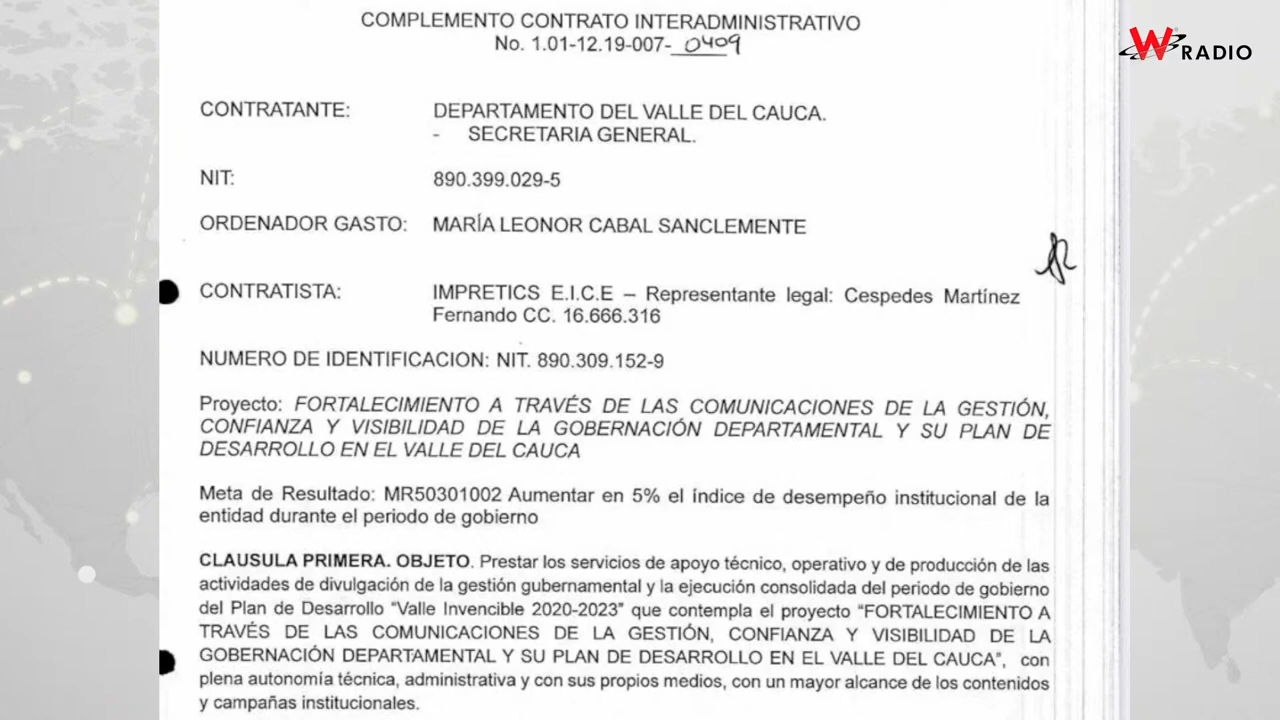 COMPLEMENTO CONTRATO INTERADMINISTRATIVO
No. 1.01-12.19-007-0409
W RADIO
CONTRATANTE: DEPARTAMENTO DEL VALLE DEL CAUCA.
- SECRETARIA GENERAL.
NIT: 890.399.029-5
ORDENADOR GASTO: MARÍA LEONOR CABAL SANCLEMENTE
CONTRATISTA: IMPRETICS E.I.C.E – Representante legal: Cespedes Martínez
Fernando CC. 16.666.316
NUMERO DE IDENTIFICACION: NIT. 890.309.152-9
Proyecto: FORTALECIMIENTO A TRAVÉS DE LAS COMUNICACIONES DE LA GESTIÓN,
CONFIANZA Y VISIBILIDAD DE LA GOBERNACIÓN DEPARTAMENTAL Y SU PLAN DE
DESARROLLO EN EL VALLE DEL CAUCA
Meta de Resultado: MR50301002 Aumentar en 5% el índice de desempeño institucional de la
entidad durante el periodo de gobierno
CLAUSULA PRIMERA. OBJETO. Prestar los servicios de apoyo técnico, operativo y de producción de las
actividades de divulgación de la gestión gubernamental y la ejecución consolidada del periodo de gobierno
del Plan de Desarrollo "Valle Invencible 2020-2023" que contempla el proyecto "FORTALECIMIENTO A
TRAVÉS DE LAS COMUNICACIONES DE LA GESTIÓN, CONFIANZA Y VISIBILIDAD DE LA
GOBERNACIÓN DEPARTAMENTAL Y SU PLAN DE DESARROLLO EN EL VALLE DEL CAUCA", con
plena autonomía técnica, administrativa y con sus propios medios, con un mayor alcance de los contenidos
y campañas institucionales.